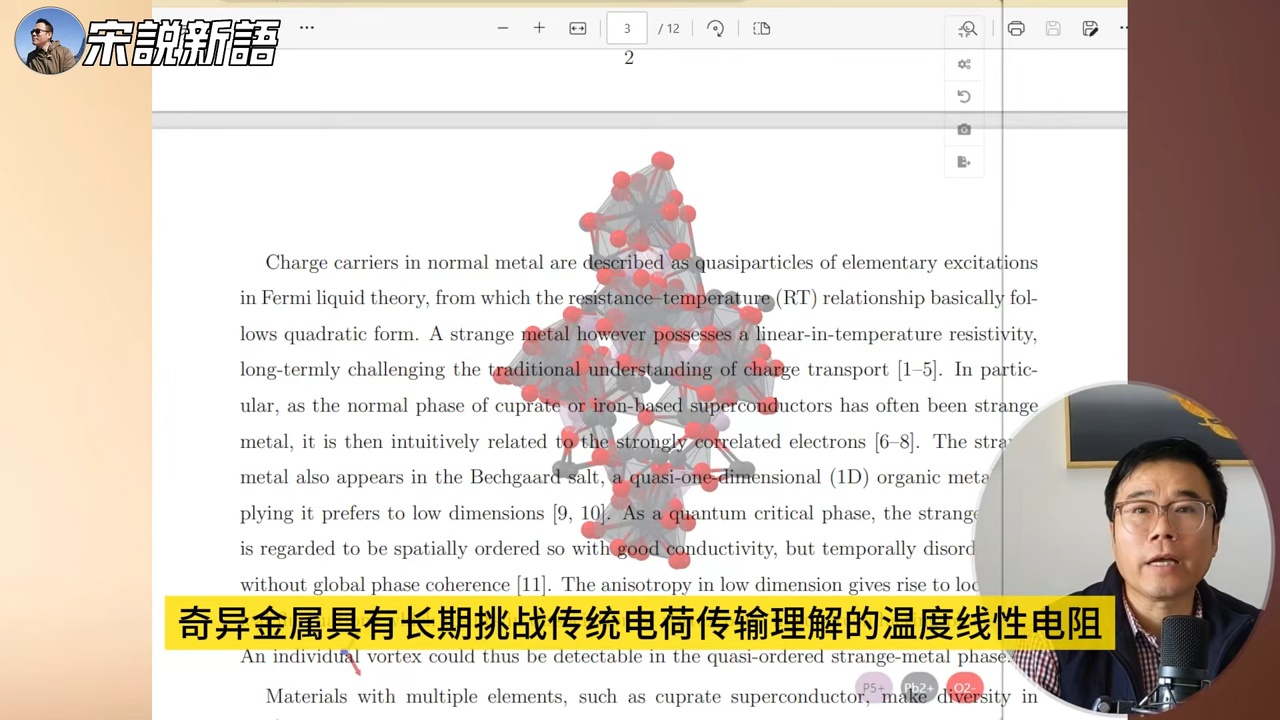 宋説新語
3 / 12
2
Charge carriers in normal metal are described as quasiparticles of elementary excitations
in Fermi liquid theory, from which the resistance–temperature (RT) relationship basically fol-
lows quadratic form. A strange metal however possesses a linear-in-temperature resistivity,
long-termly challenging the traditional understanding of charge transport [1–5]. In partic-
ular, as the normal phase of cuprate or iron-based superconductors has often been strange
metal, it is then intuitively related to the strongly correlated electrons [6–8]. The
metal also appears in the Bechgaard salt, a quasi-one-dimensional (1D) organic
plying it prefers to low dimensions [9, 10]. As a quantum critical phase, the strange
is regarded to be spatially ordered so with good conductivity, but temporally
without global phase coherence [11]. The anisotropy in low dimension gives rise to
奇异金属具有长期挑战传统电荷传输理解的温度线性电阻
An individual vortex could thus be detectable in the quasi-ordered strange-metal phase.
P5+ Pb2+ O2-
Materials with multiple elements, such as cuprate superconductor, make diversity in